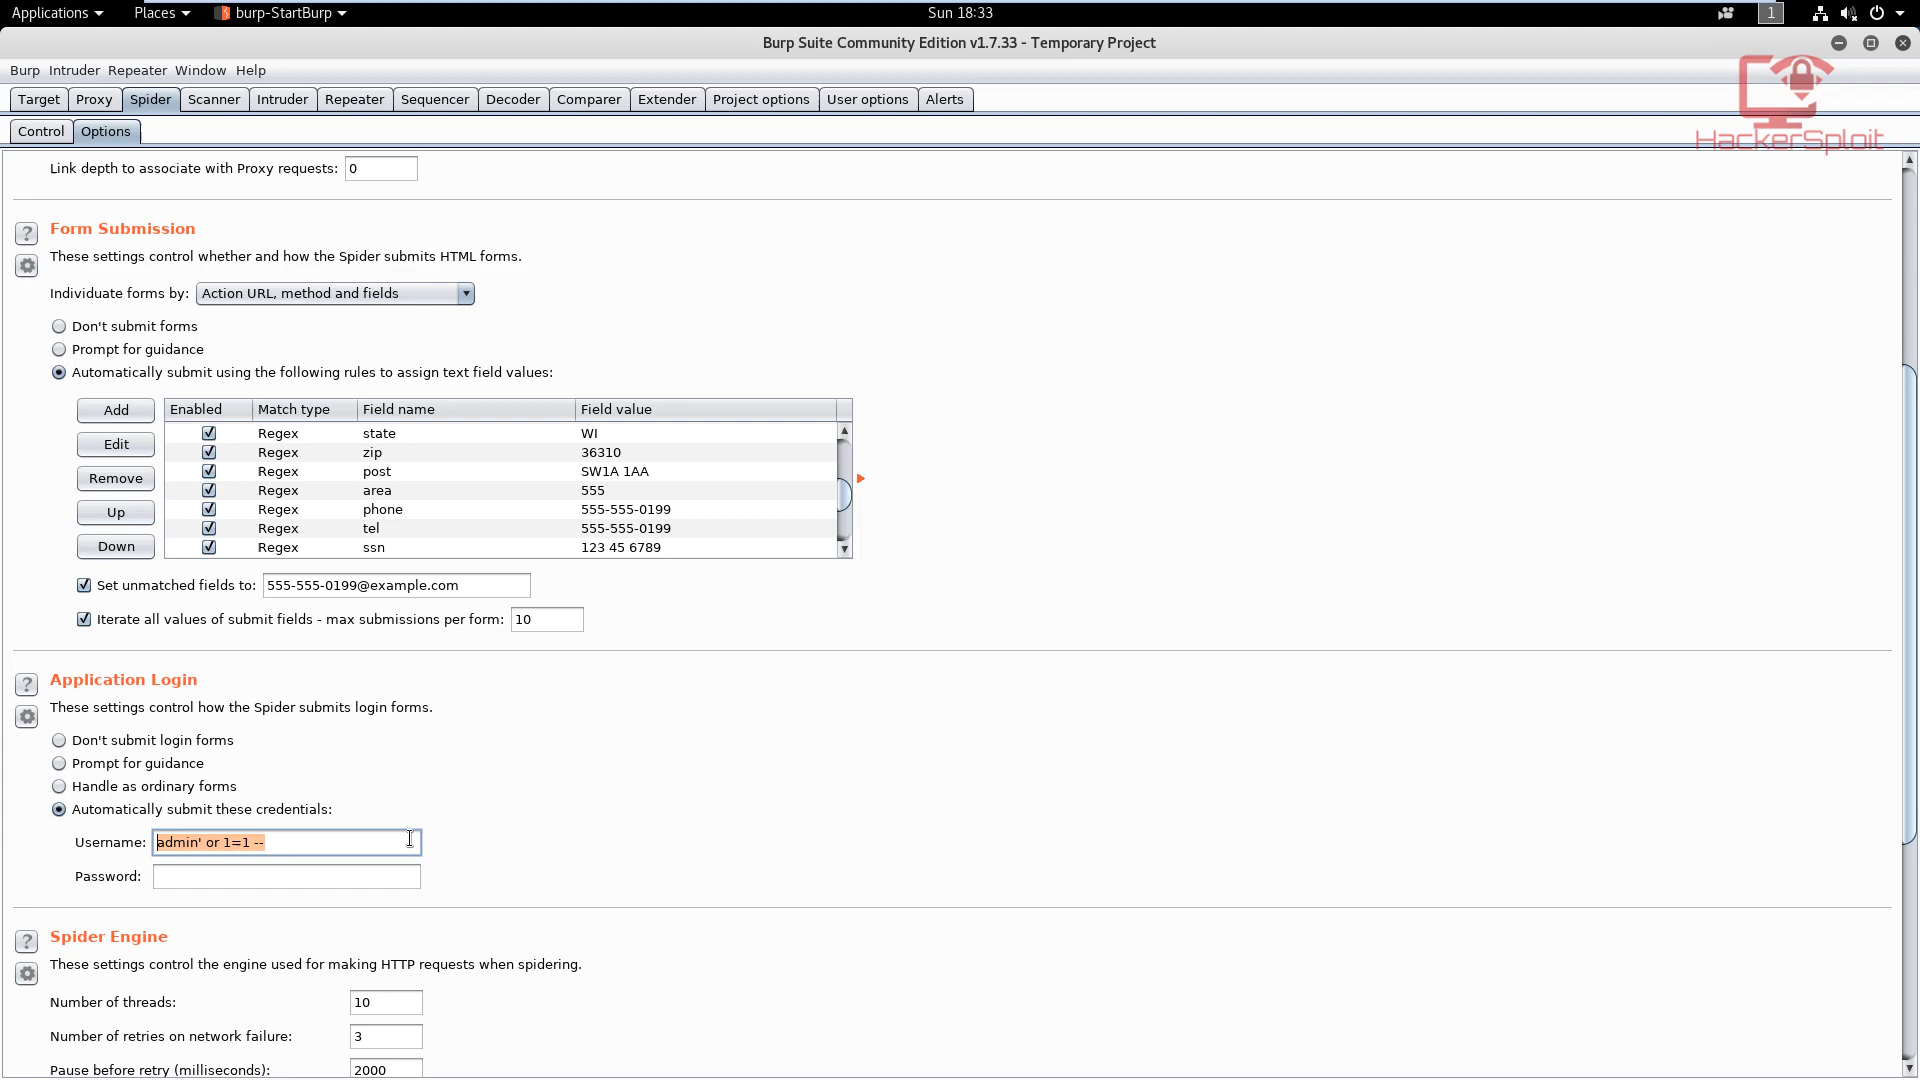 Applications Places burp-StartBurp Sun 18:33 1
Burp Suite Community Edition v1.7.33 - Temporary Project
Burp Intruder Repeater Window Help
Target Proxy Spider Scanner Intruder Repeater Sequencer Decoder Comparer Extender Project options User options Alerts
HackerSploit
Control Options
Link depth to associate with Proxy requests: 0
Form Submission
These settings control whether and how the Spider submits HTML forms.
Individuate forms by: Action URL, method and fields
Don't submit forms
Prompt for guidance
Automatically submit using the following rules to assign text field values:
Add Enabled Match type Field name Field value
Regex state WI
Edit Regex zip 36310
Remove Regex post SW1A 1AA
Regex area 555
Up Regex phone 555-555-0199
Regex tel 555-555-0199
Down Regex ssn 123 45 6789
Set unmatched fields to: 555-555-0199@example.com
Iterate all values of submit fields - max submissions per form: 10
? Application Login
These settings control how the Spider submits login forms.
Don't submit login forms
Prompt for guidance
Handle as ordinary forms
Automatically submit these credentials:
Username: admin' or 1=1 --
Password:
? Spider Engine
These settings control the engine used for making HTTP requests when spidering.
Number of threads: 10
Number of retries on network failure: 3
Pause before retry (milliseconds): 2000